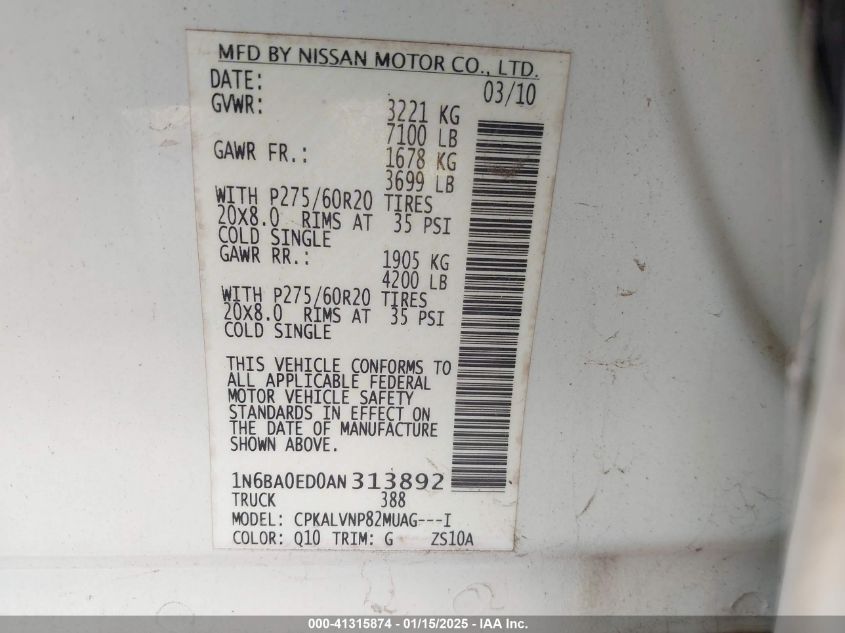 MFD BY NISSAN MOTOR CO., LTD.
DATE: 03/10
GVWR: 3221 KG
7100 LB
GAWR FR.: 1678 KG
3699 LB
WITH P275/60R20 TIRES
20X8.0 RIMS AT 35 PSI
COLD SINGLE
GAWR RR.: 1905 KG
4200 LB
WITH P275/60R20 TIRES
20X8.0 RIMS AT 35 PSI
COLD SINGLE
THIS VEHICLE CONFORMS TO
ALL APPLICABLE FEDERAL
MOTOR VEHICLE SAFETY
STANDARDS IN EFFECT ON
THE DATE OF MANUFACTURE
SHOWN ABOVE.
1N6BA0ED0AN313892
TRUCK 388
MODEL: CPKALVNP82MUAG---I
COLOR: Q10 TRIM: G ZS10A
000-41315874 - 01/15/2025 - IAA Inc.